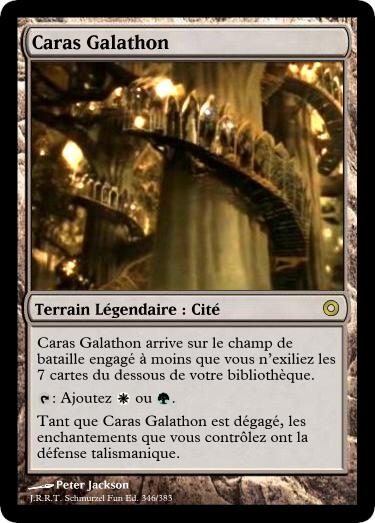 Caras Galathon
Terrain Légendaire : Cité
Caras Galathon arrive sur le champ de
bataille engagé à moins que vous n'exiliez les
7 cartes du dessous de votre bibliothèque.
: Ajoutez ou .
Tant que Caras Galathon est dégagé, les
enchantements que vous contrôlez ont la
défense talismanique.
Peter Jackson
J.R.R.T. Schmurzel Fun Ed. 346/383